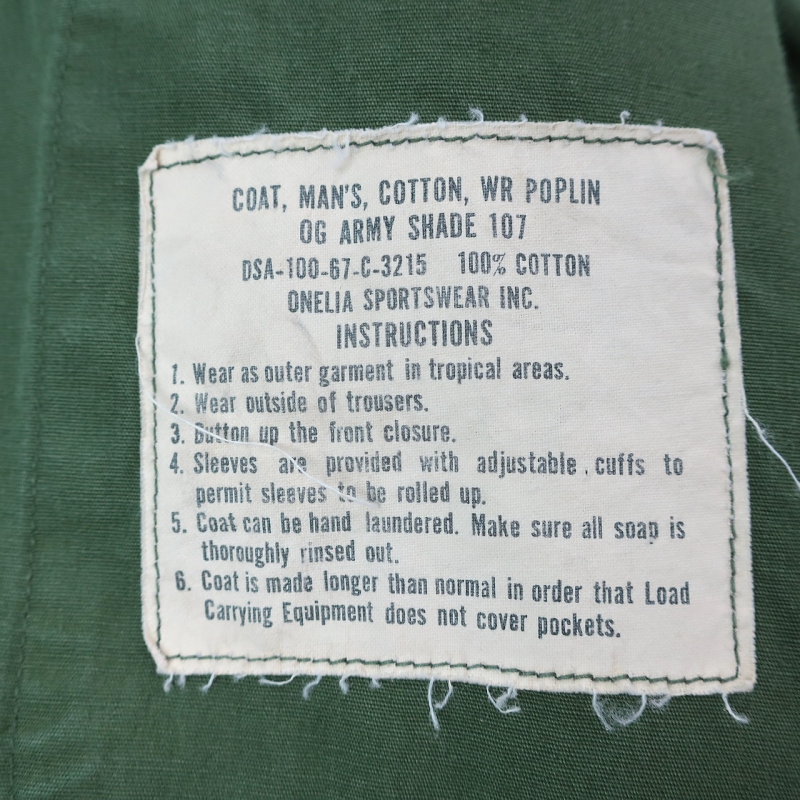 COAT, MAN'S, COTTON, WR POPLIN
OG ARMY SHADE 107
DSA-100-67-C-3215 100% COTTON
ONELIA SPORTSWEAR INC.
INSTRUCTIONS
1. Wear as outer garment in tropical areas.
2. Wear outside of trousers.
3. Button up the front closure.
4. Sleeves are provided with adjustable cuffs to
permit sleeves to be rolled up.
5. Coat can be hand laundered. Make sure all soap is
thoroughly rinsed out.
6. Coat is made longer than normal in order that Load
Carrying Equipment does not cover pockets.